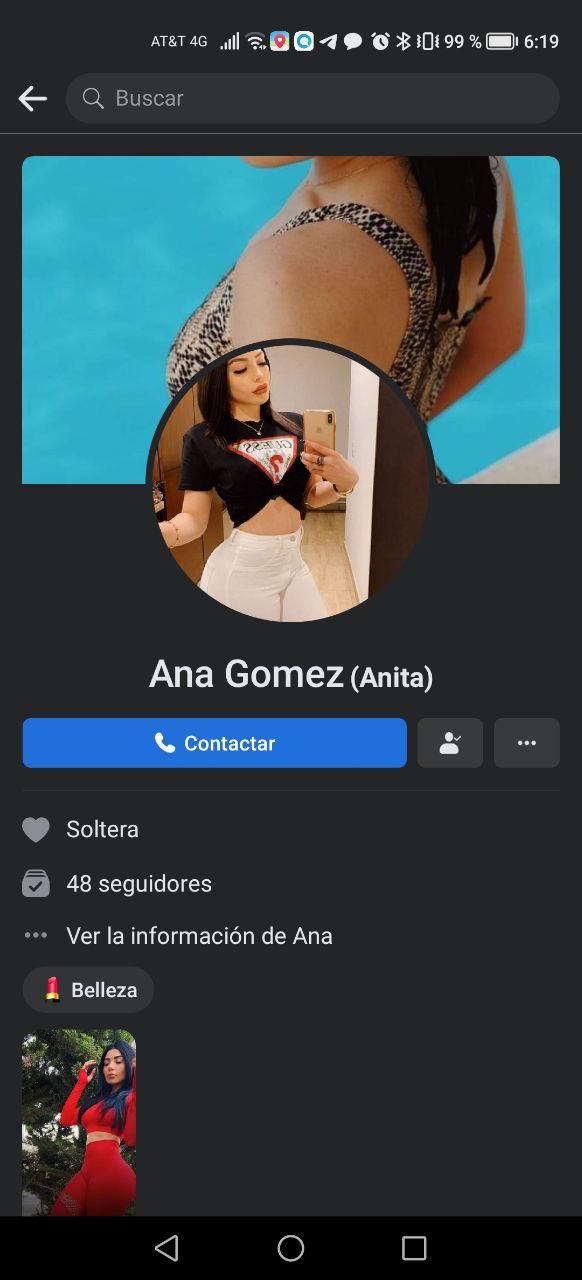 AT&T 4G 99 % 6:19
Buscar
GUESS
?
Ana Gomez (Anita)
Contactar
Soltera
48 seguidores
Ver la información de Ana
Belleza